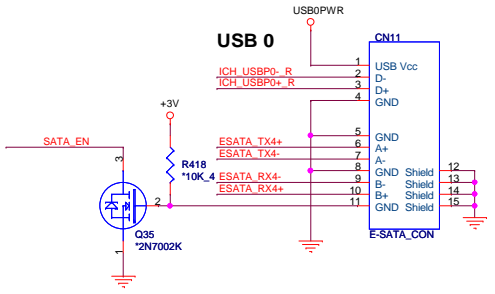 USB0PWR
USB 0
CN11
1 USB Vcc
ICH_USBP0-_R 2 D-
ICH_USBP0+_R 3 D+
4 GND
+3V
5 GND
SATA_EN
ESATA_TX4+ 6 A+
ESATA_TX4- 7 A-
3
R418
*10K_4
8 GND Shield 12
ESATA_RX4- 9 B- Shield 13
ESATA_RX4+ 10 B+ Shield 14
2
11 GND Shield 15
E-SATA_CON
Q35
*2N7002K
1